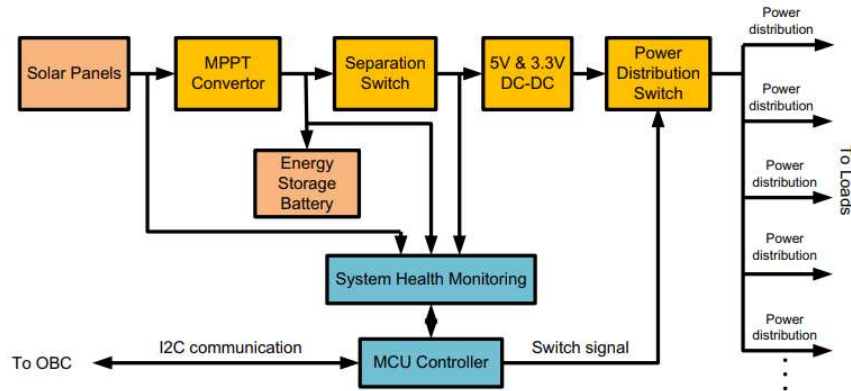 Solar Panels
MPPT
Convertor
Separation
Switch
5V & 3.3V
DC-DC
Power
Distribution
Switch
Power
distribution
Power
distribution
Power
distribution
Power
distribution
Power
distribution
To Loads
Energy
Storage
Battery
System Health Monitoring
To OBC
I2C communication
MCU Controller
Switch signal